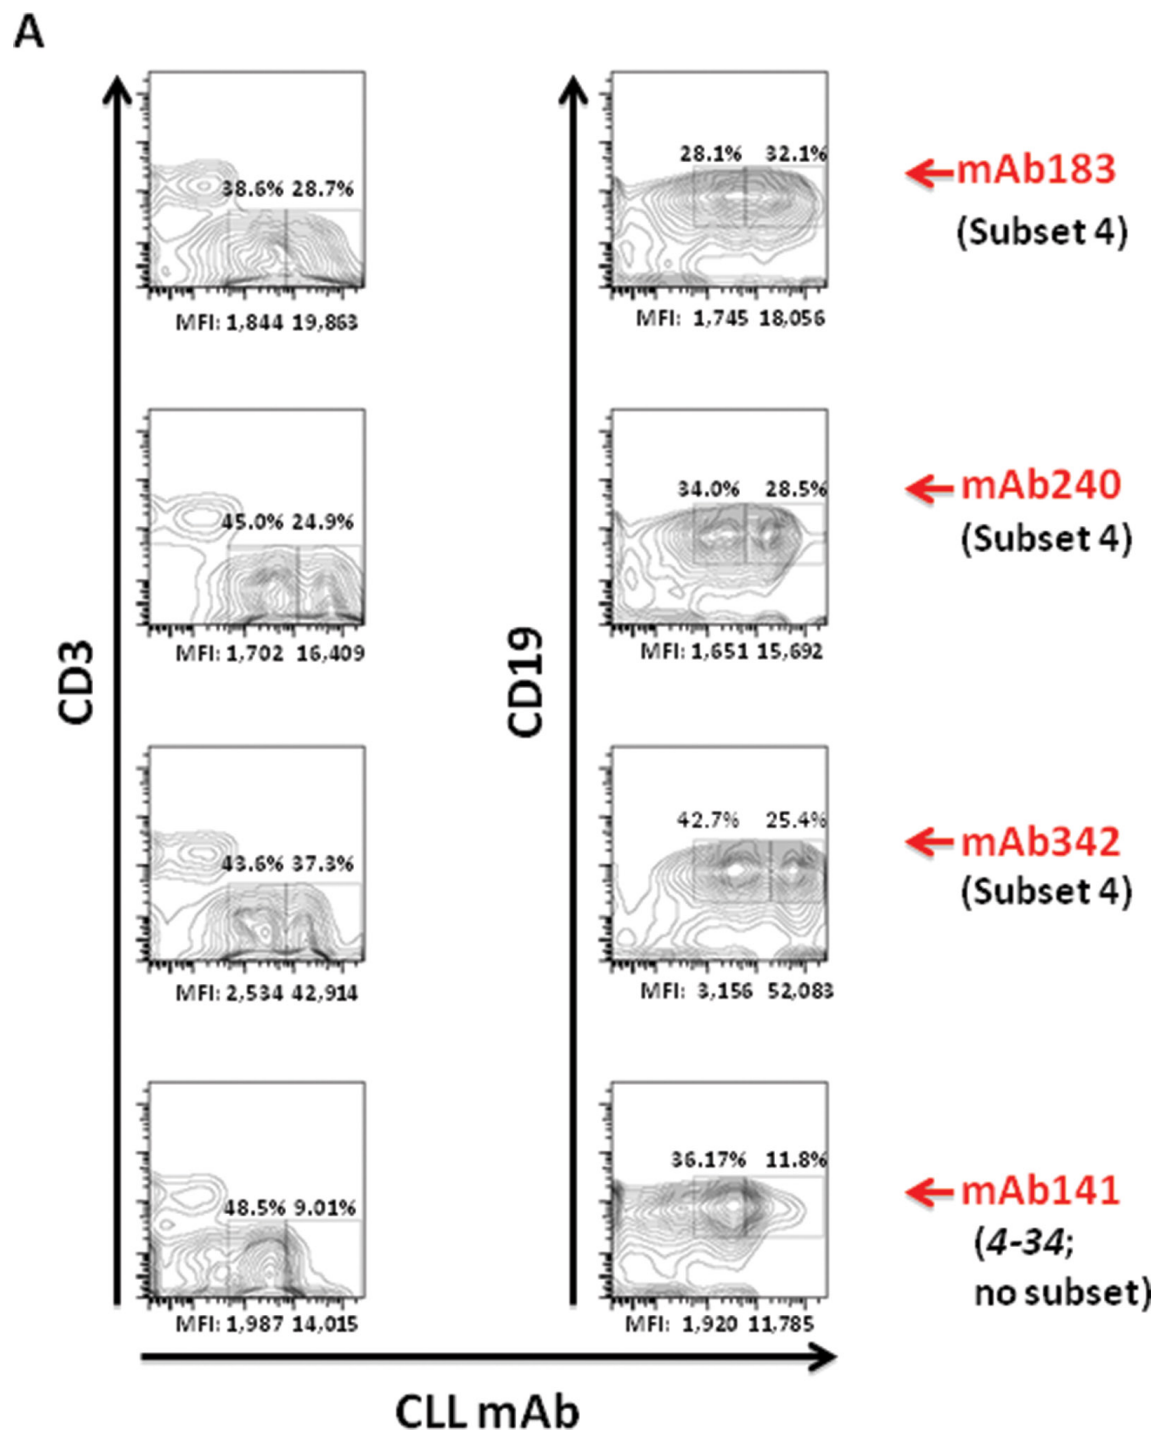 A
38.6% 28.7%
MFI: 1,844 19,863
28.1% 32.1%
MFI: 1,745 18,056
mAb183
(Subset 4)
45.0% 24.9%
MFI: 1,702 16,409
34.0% 28.5%
MFI: 1,651 15,692
mAb240
(Subset 4)
CD3
CD19
43.6% 37.3%
MFI: 2,534 42,914
42.7% 25.4%
MFI: 3,156 52,083
mAb342
(Subset 4)
48.5% 9.01%
MFI: 1,987 14,015
36.17% 11.8%
MFI: 1,920 11,785
mAb141
(4-34;
no subset)
CLL mAb